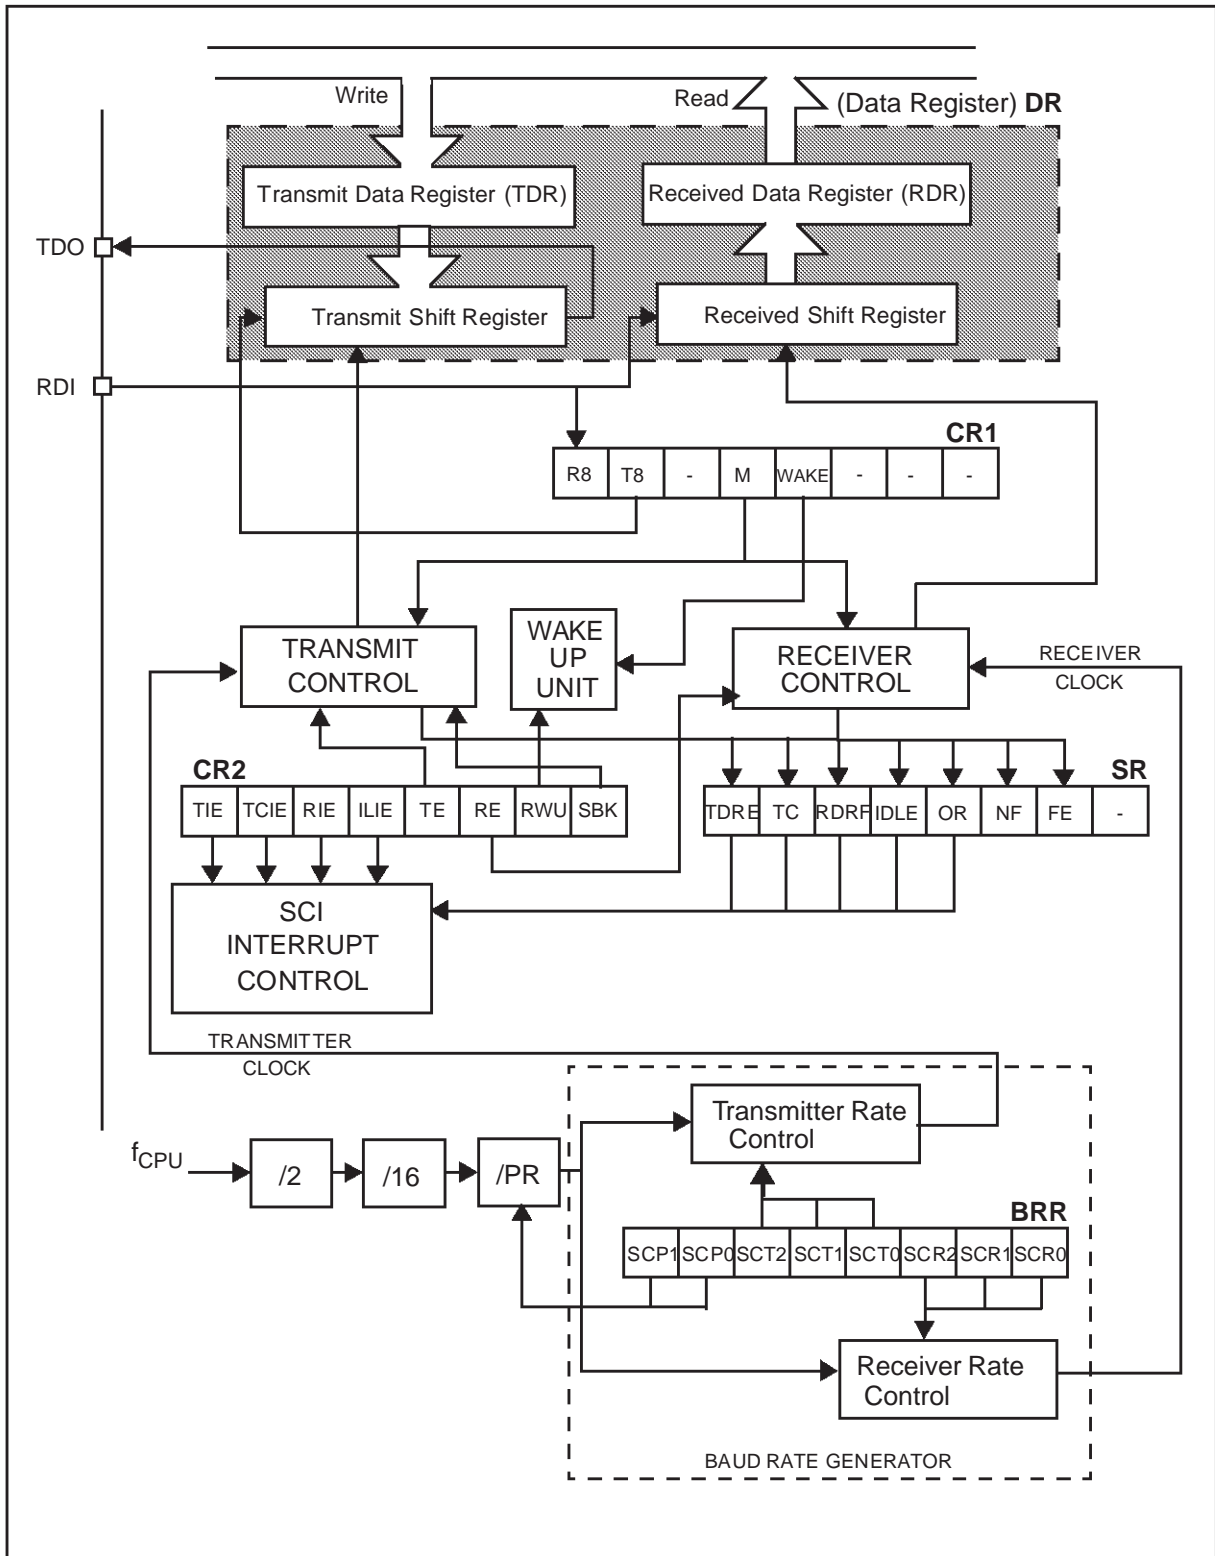 Write
Read
(Data Register) DR
Transmit Data Register (TDR)
Received Data Register (RDR)
TDO
Transmit Shift Register
Received Shift Register
RDI
CR1
R8 T8 - M WAKE - - -
TRANSMIT
CONTROL
WAKE
UP
UNIT
RECEIVER
CONTROL
RECEIVER
CLOCK
CR2
SR
TIE TCIE RIE ILIE TE RE RWU SBK
TDRE TC RDRF IDLE OR NF FE -
SCI
INTERRUPT
CONTROL
TRANSMITTER
CLOCK
Transmitter Rate
Control
fCPU
/2
/16
/PR
BRR
SCP1 SCP0 SCT2 SCT1 SCT0 SCR2 SCR1 SCR0
Receiver Rate
Control
BAUD RATE GENERATOR